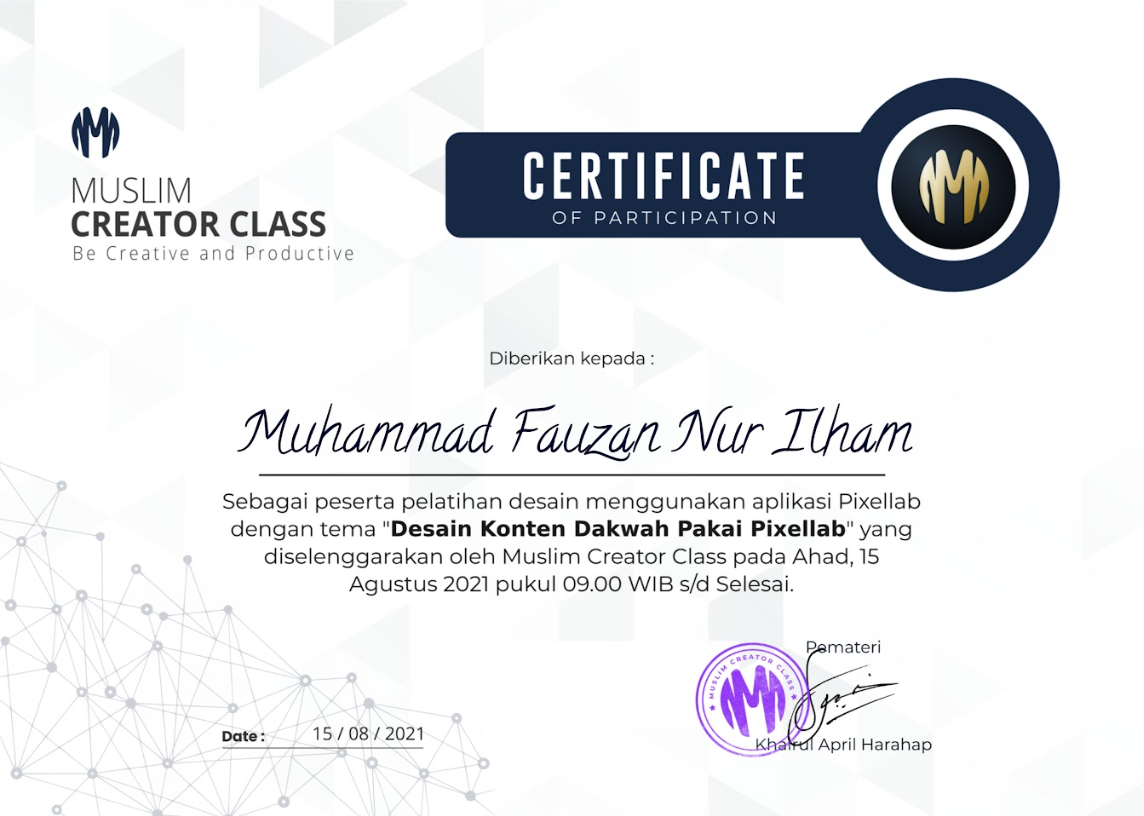 MUSLIM
CREATOR CLASS
Be Creative and Productive
CERTIFICATE
OF PARTICIPATION
Diberikan kepada :
Muhammad Fauzan Nur Ilham
Sebagai peserta pelatihan desain menggunakan aplikasi Pixellab
dengan tema "Desain Konten Dakwah Pakai Pixellab" yang
diselenggarakan oleh Muslim Creator Class pada Ahad, 15
Agustus 2021 pukul 09.00 WIB s/d Selesai.
Pemateri
MUSLIM CREATOR CLASS
Date : 15 / 08 / 2021
Khairul April Harahap